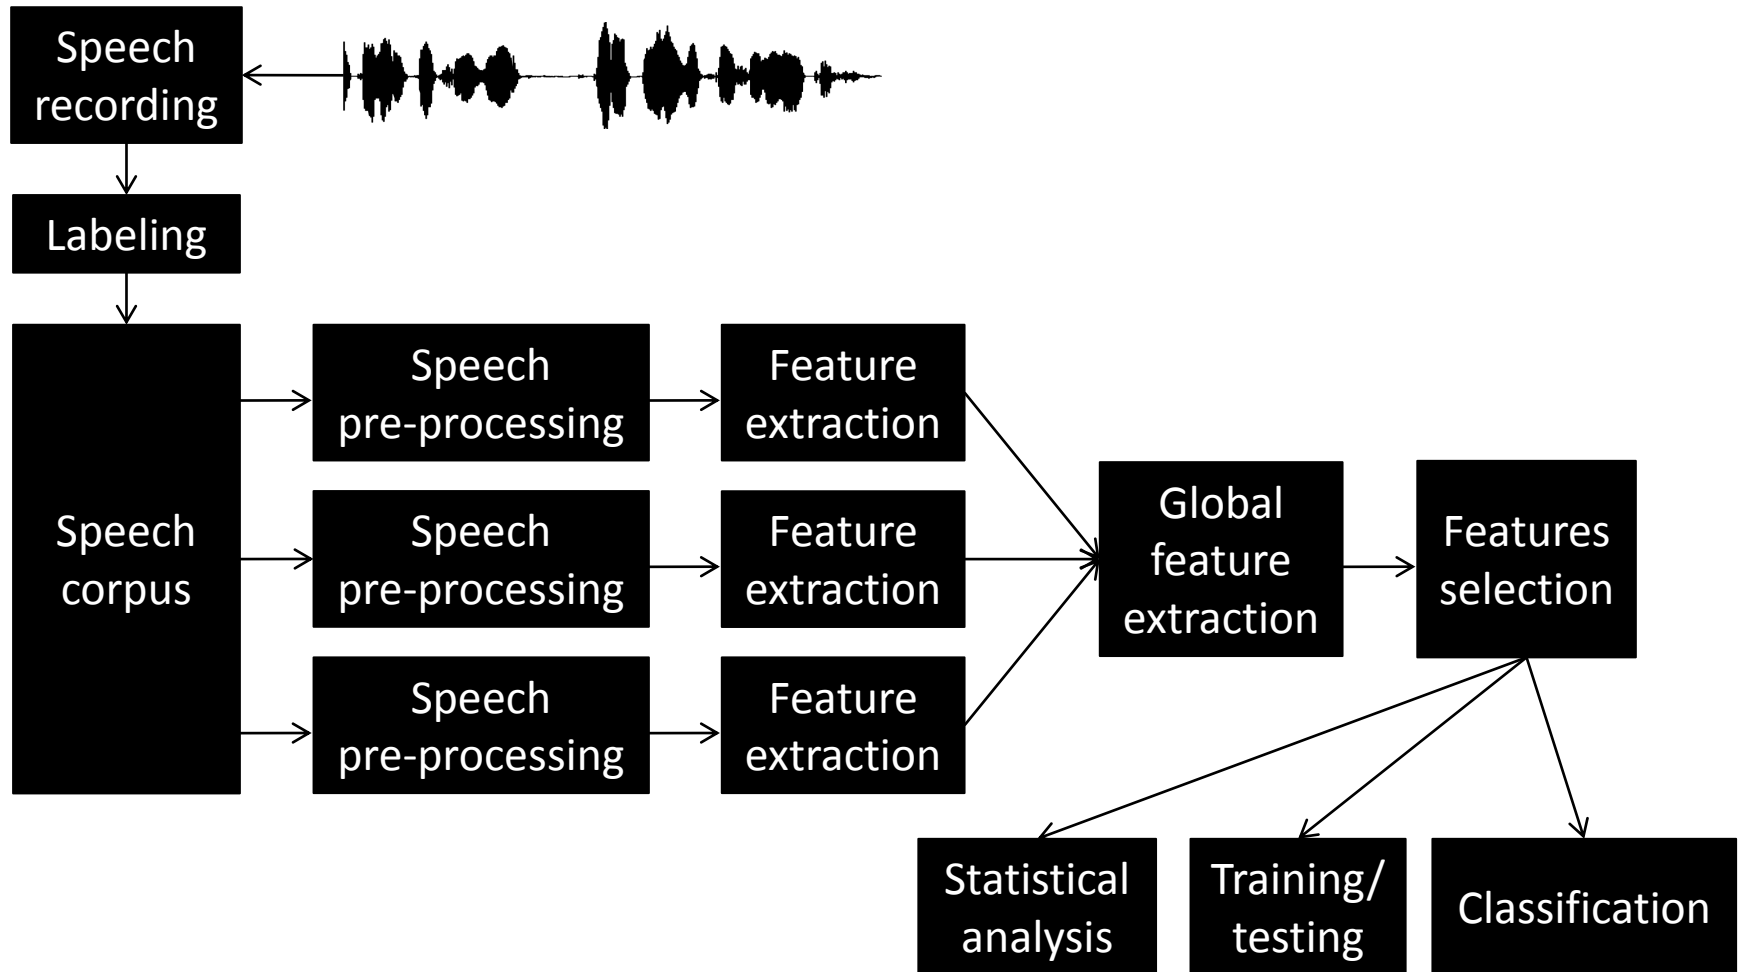 Speech
recording
Labeling
Speech
corpus
Speech
pre-processing
Feature
extraction
Speech
pre-processing
Feature
extraction
Speech
pre-processing
Feature
extraction
Global
feature
extraction
Features
selection
Statistical
analysis
Training/
testing
Classification